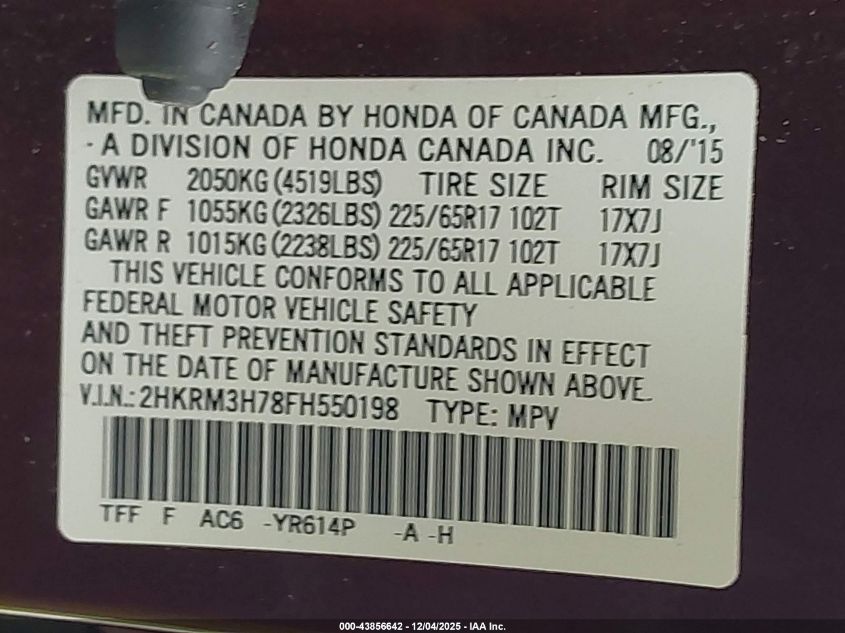 MFD. IN CANADA BY HONDA OF CANADA MFG.,
- A DIVISION OF HONDA CANADA INC. 08/'15
GVWR 2050KG (4519LBS) TIRE SIZE RIM SIZE
GAWR F 1055KG (2326LBS) 225/65R17 102T 17X7J
GAWR R 1015KG (2238LBS) 225/65R17 102T 17X7J
THIS VEHICLE CONFORMS TO ALL APPLICABLE
FEDERAL MOTOR VEHICLE SAFETY
AND THEFT PREVENTION STANDARDS IN EFFECT
ON THE DATE OF MANUFACTURE SHOWN ABOVE.
V.I.N.: 2HKRM3H78FH550198 TYPE: MPV
TFF F AC6 -YR614P -A -H
000-43856642 - 12/04/2025 - IAA Inc.